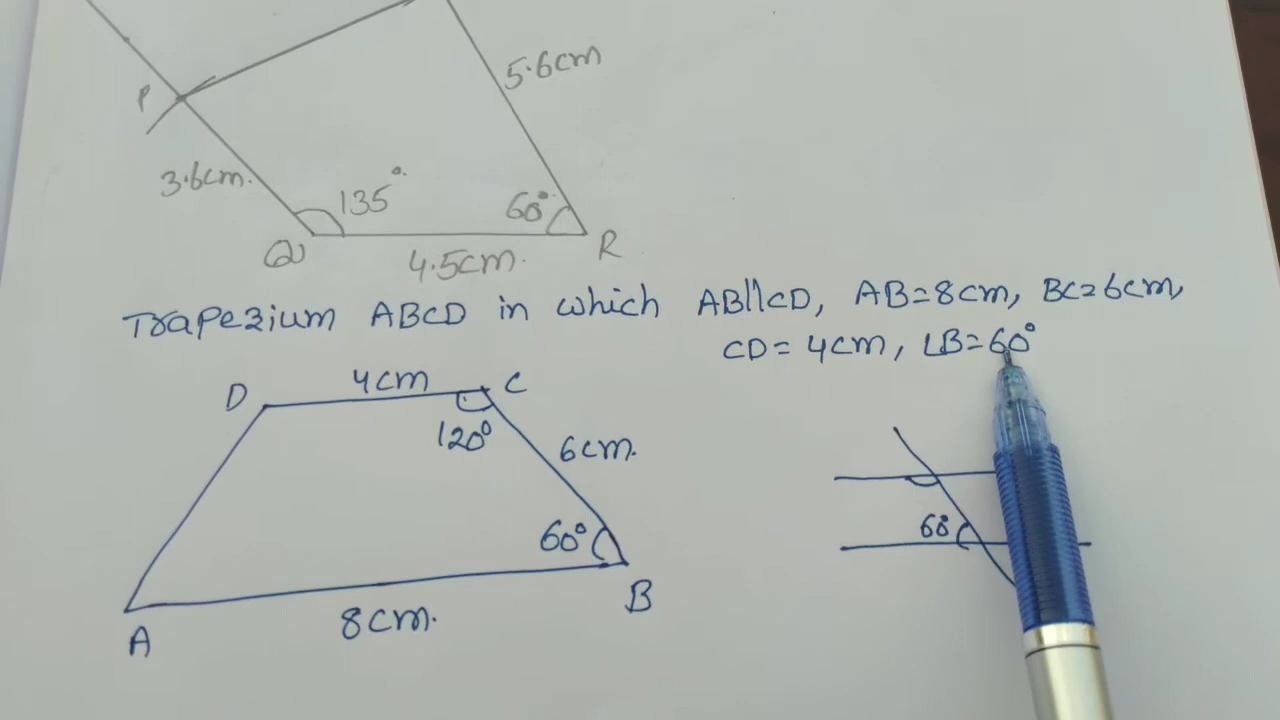 5.6cm
P
3.6cm.
135°
60°
Q
4.5cm.
R
Trapezium ABCD in which AB||CD, AB=8cm, BC=6cm,
CD=4cm, ∠B=60°
D
4cm
C
120°
6cm.
60°
60°
A
8cm.
B